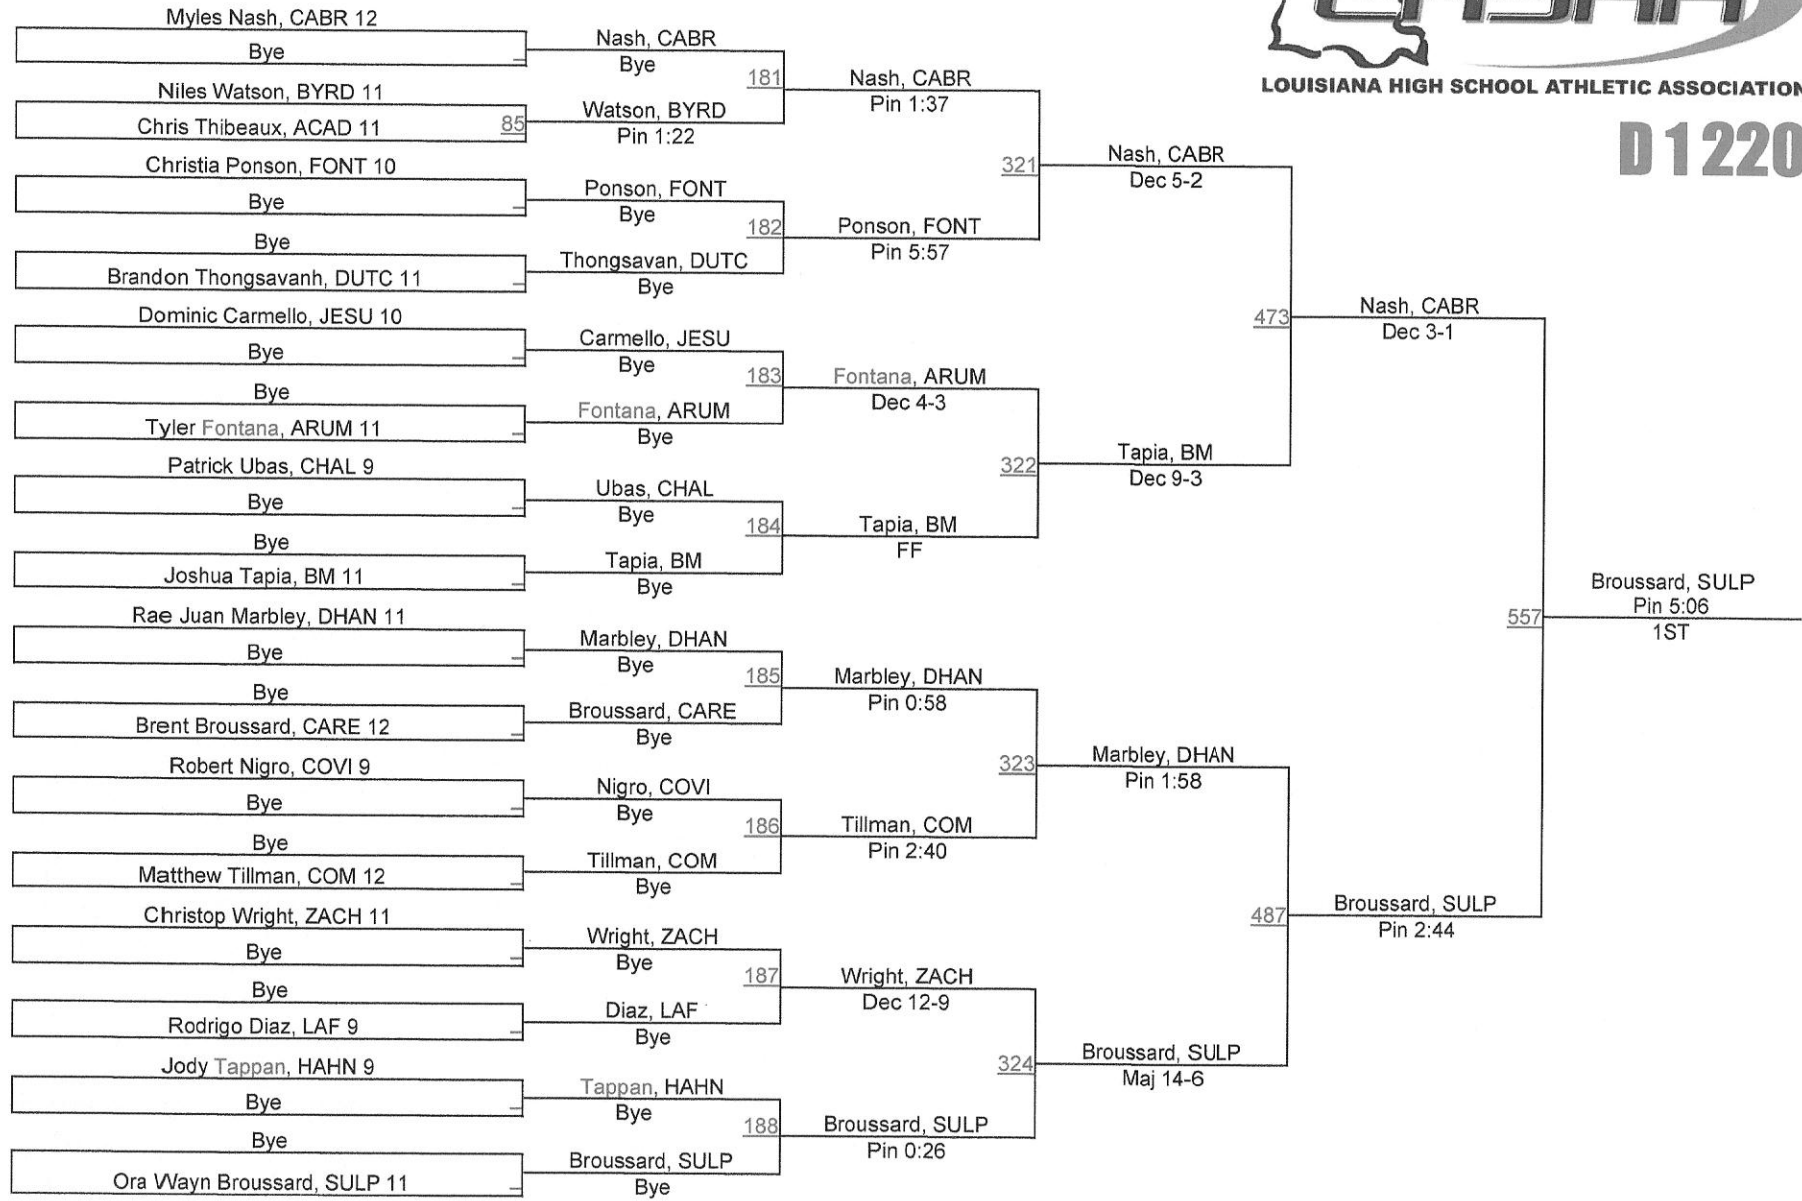 Myles Nash, CABR 12
Bye
Niles Watson, BYRD 11
Chris Thibeaux, ACAD 11
85
Christia Ponson, FONT 10
Bye
Bye
Brandon Thongsavanh, DUTC 11
Dominic Carmello, JESU 10
Bye
Bye
Tyler Fontana, ARUM 11
Patrick Ubas, CHAL 9
Bye
Bye
Joshua Tapia, BM 11
Rae Juan Marbley, DHAN 11
Bye
Bye
Brent Broussard, CARE 12
Robert Nigro, COVI 9
Bye
Bye
Matthew Tillman, COM 12
Christop Wright, ZACH 11
Bye
Bye
Rodrigo Diaz, LAF 9
Jody Tappan, HAHN 9
Bye
Bye
Ora Wayn Broussard, SULP 11
Nash, CABR
Bye
181
Watson, BYRD
Pin 1:22
Ponson, FONT
Bye
182
Thongsavan, DUTC
Bye
Carmello, JESU
Bye
183
Fontana, ARUM
Bye
Ubas, CHAL
Bye
184
Tapia, BM
Bye
Marbley, DHAN
Bye
185
Broussard, CARE
Bye
Nigro, COVI
Bye
186
Tillman, COM
Bye
Wright, ZACH
Bye
187
Diaz, LAF
Bye
Tappan, HAHN
Bye
188
Broussard, SULP
Bye
Nash, CABR
Pin 1:37
321
Ponson, FONT
Pin 5:57
Fontana, ARUM
Dec 4-3
322
Tapia, BM
FF
Marbley, DHAN
Pin 0:58
323
Tillman, COM
Pin 2:40
Wright, ZACH
Dec 12-9
324
Broussard, SULP
Pin 0:26
Nash, CABR
Dec 5-2
473
Tapia, BM
Dec 9-3
Marbley, DHAN
Pin 1:58
487
Broussard, SULP
Maj 14-6
Nash, CABR
Dec 3-1
557
Broussard, SULP
Pin 2:44
Broussard, SULP
Pin 5:06
1ST
LOUISIANA HIGH SCHOOL ATHLETIC ASSOCIATION
D1 220